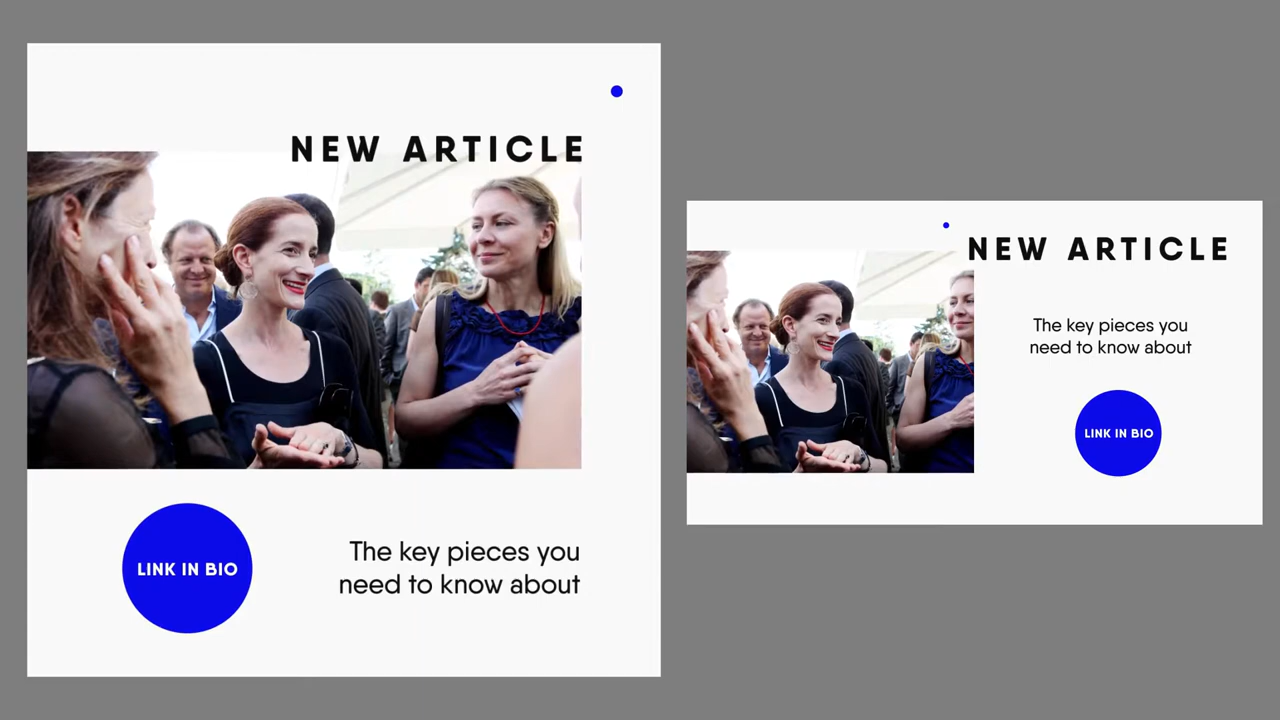 NEW ARTICLE
LINK IN BIO
The key pieces you
need to know about
NEW ARTICLE
The key pieces you
need to know about
LINK IN BIO